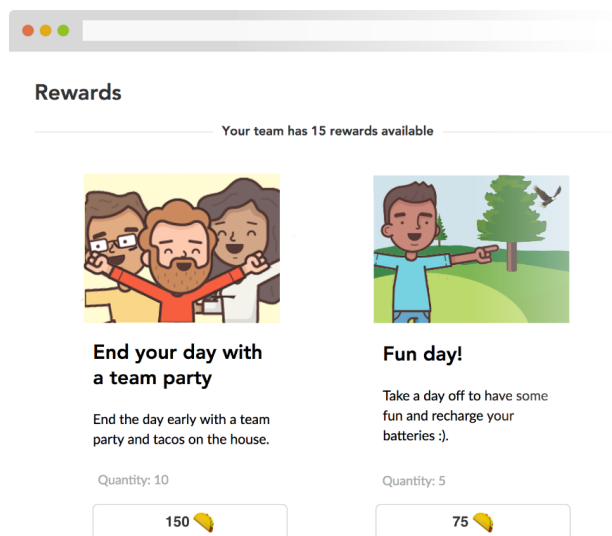 Rewards
Your team has 15 rewards available
End your day with
a team party
End the day early with a team
party and tacos on the house.
Quantity: 10
150
Fun day!
Take a day off to have some
fun and recharge your
batteries :).
Quantity: 5
75